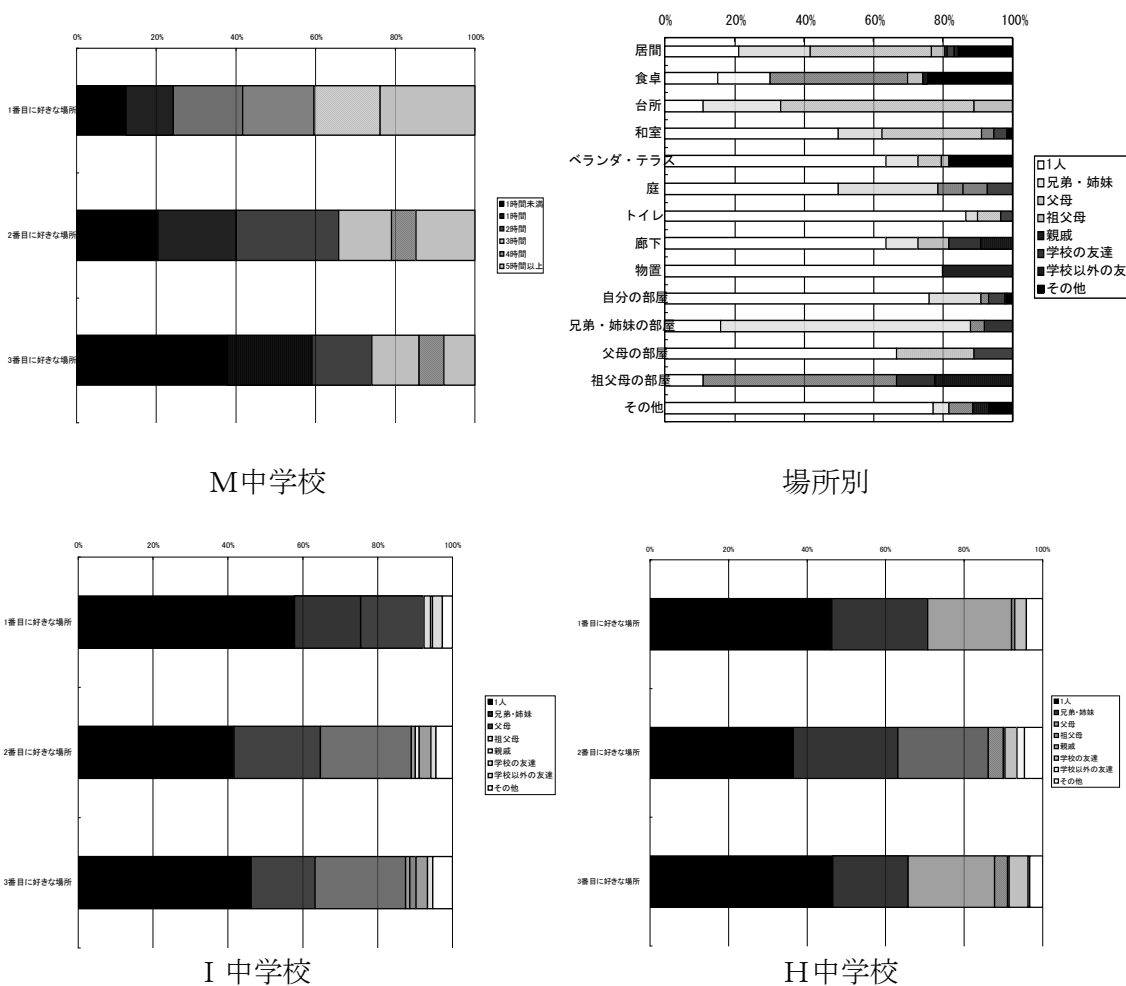 0% 20% 40% 60% 80% 100%
1番目に好きな場所
2番目に好きな場所
3番目に好きな場所
■1時間未満
■1時間
■2時間
□3時間
■4時間
□5時間以上
M中学校
0% 20% 40% 60% 80% 100%
居間
食卓
台所
和室
ベランダ・テラス
庭
トイレ
廊下
物置
自分の部屋
兄弟・姉妹の部屋
父母の部屋
祖父母の部屋
その他
□1人
□兄弟・姉妹
□父母
□祖父母
■親戚
■学校の友達
■学校以外の友
■その他
場所別
0% 20% 40% 60% 80% 100%
1番目に好きな場所
2番目に好きな場所
3番目に好きな場所
■1人
■兄弟・姉妹
■父母
□祖父母
□親戚
□学校の友達
□学校以外の友達
□その他
I 中学校
0% 20% 40% 60% 80% 100%
1番目に好きな場所
2番目に好きな場所
3番目に好きな場所
■1人
■兄弟・姉妹
■父母
■祖父母
■親戚
□学校の友達
□学校以外の友達
□その他
H中学校